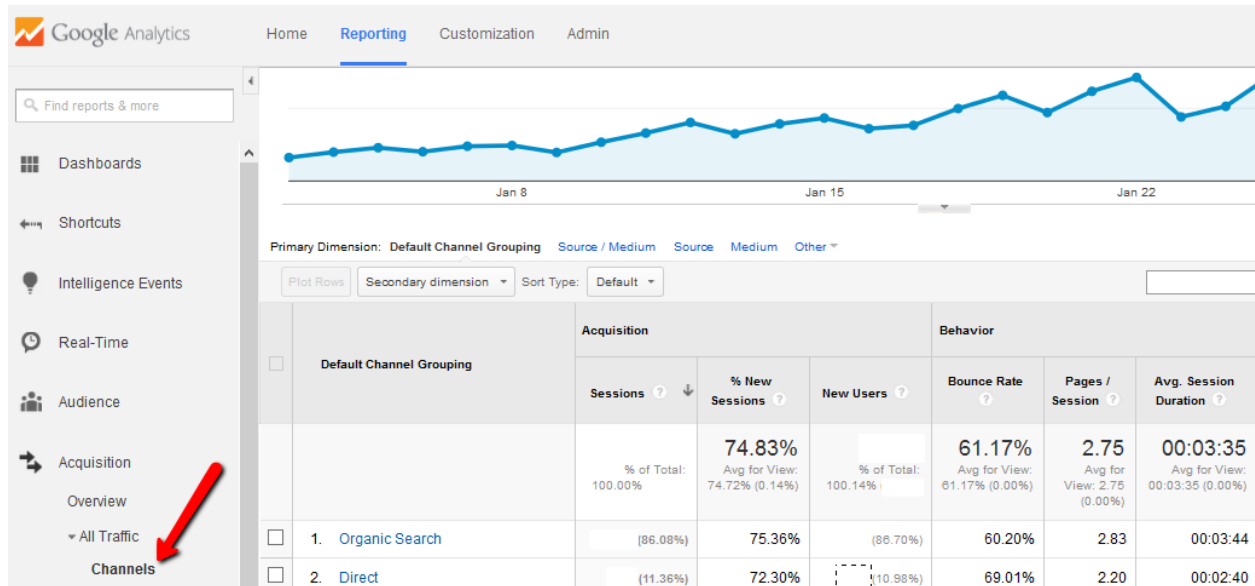 Google Analytics
Home Reporting Customization Admin
Find reports & more
Dashboards
Shortcuts
Intelligence Events
Real-Time
Audience
Acquisition
Overview
All Traffic
Channels
Jan 8 Jan 15 Jan 22
Primary Dimension: Default Channel Grouping Source / Medium Source Medium Other
Plot Rows Secondary dimension Sort Type: Default
Default Channel Grouping
Acquisition Behavior
Sessions ? % New Sessions ? New Users ? Bounce Rate ? Pages / Session ? Avg. Session Duration ?
% of Total: 100.00%
74.83%
Avg for View: 74.72% (0.14%)
% of Total: 100.14%
61.17%
Avg for View: 61.17% (0.00%)
2.75
Avg for View: 2.75 (0.00%)
00:03:35
Avg for View: 00:03:35 (0.00%)
1. Organic Search (86.08%) 75.36% (86.70%) 60.20% 2.83 00:03:44
2. Direct (11.36%) 72.30% (10.98%) 69.01% 2.20 00:02:40